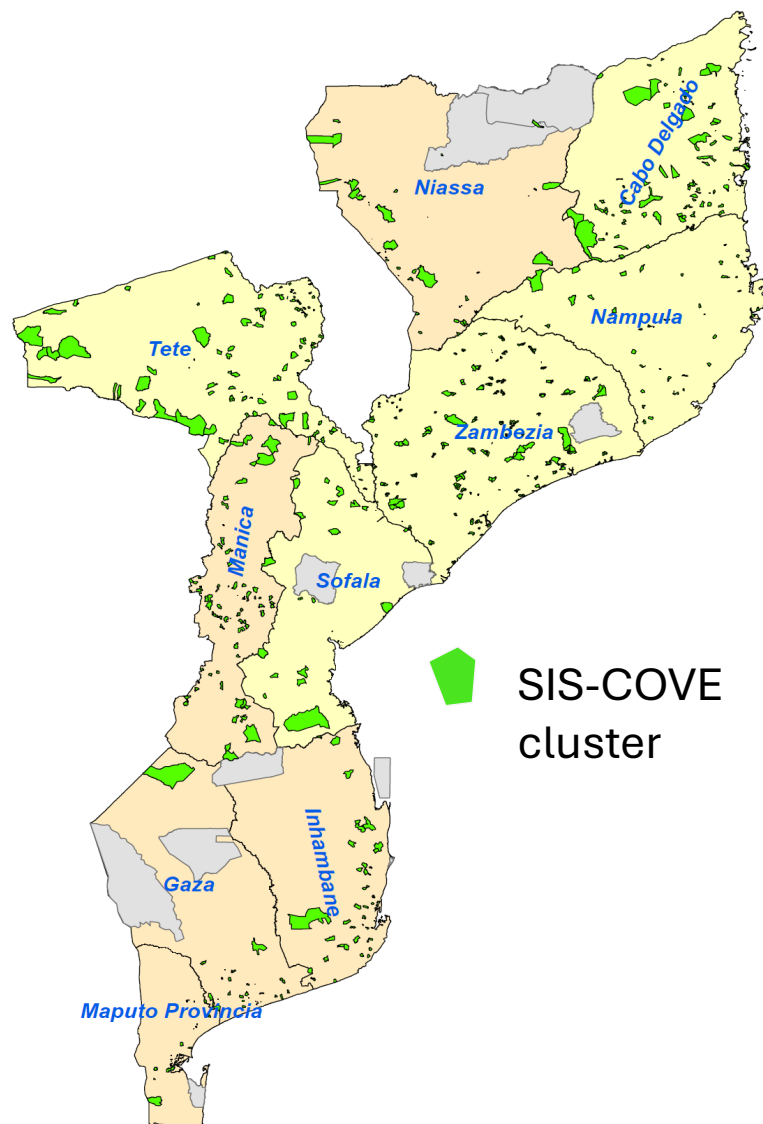 Cabo Delgado
Niassa
Nampula
Tete
Zambezia
Manica
Sofala
SIS-COVE
cluster
Inhambane
Gaza
Maputo Provincia